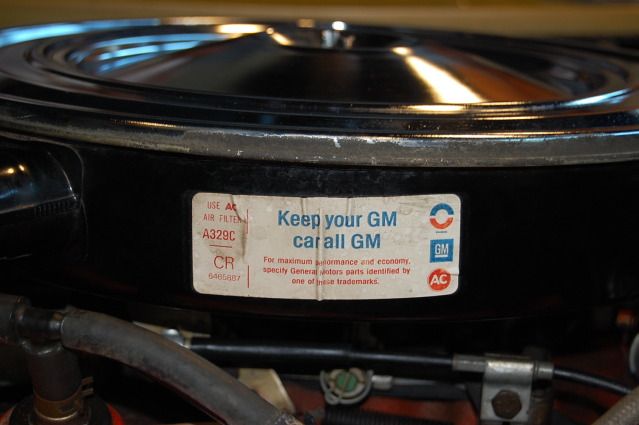 USE AC
AIR FILTER
A329C
CR
6485887
Keep your GM
car all GM
For maximum performance and economy,
specify General Motors parts identified by
one of these trademarks.
GM
AC